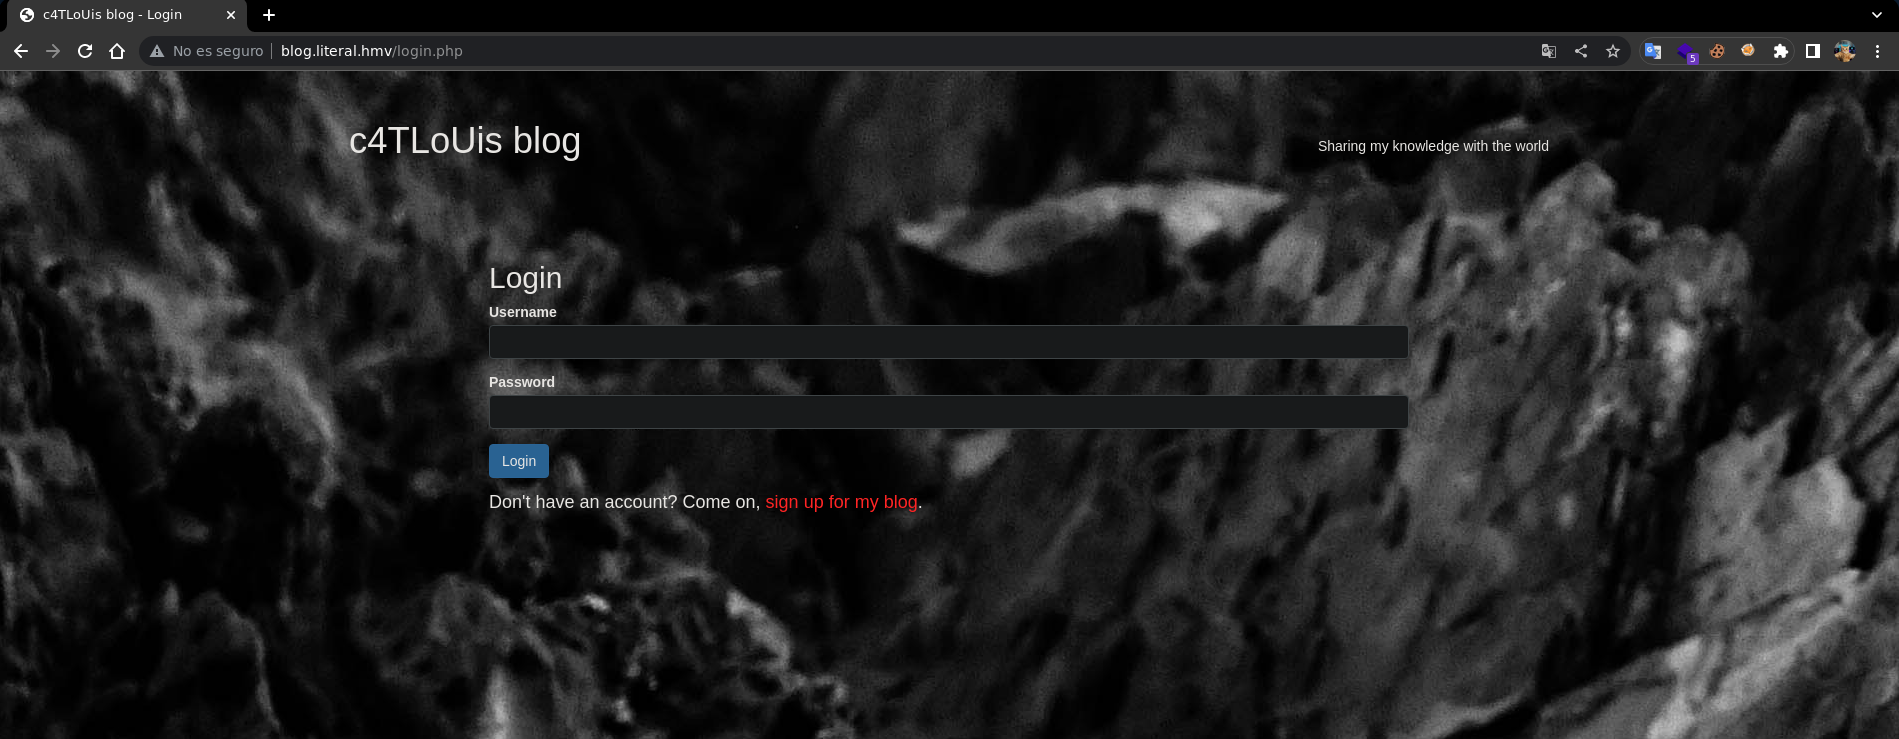 c4TLoUis blog - Login
No es seguro blog.literal.hmv/login.php
5
c4TLoUis blog
Sharing my knowledge with the world
Login
Username
Password
Login
Don't have an account? Come on, sign up for my blog.